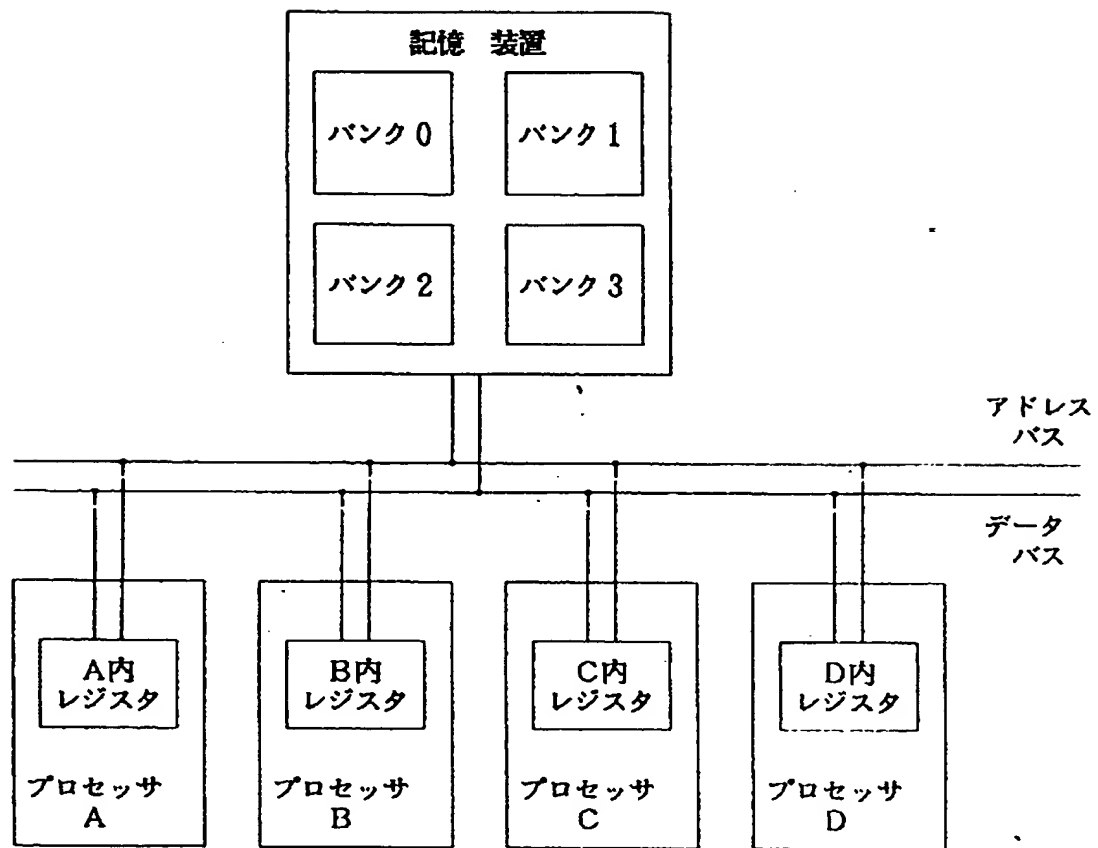 記憶 装置
バンク 0
バンク 1
バンク 2
バンク 3
アドレス
バス
データ
バス
A内
レジスタ
B内
レジスタ
C内
レジスタ
D内
レジスタ
プロセッサ
A
プロセッサ
B
プロセッサ
C
プロセッサ
D